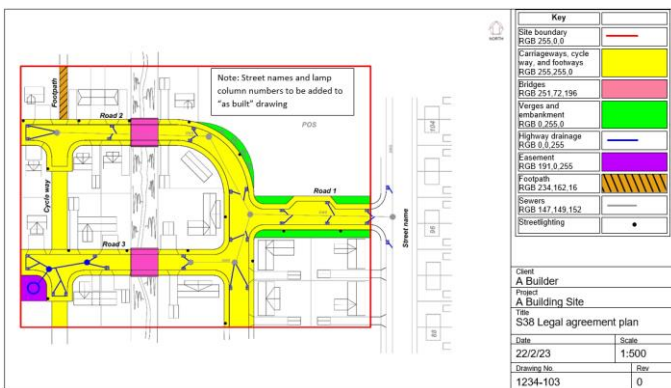 NORTH
Note: Street names and lamp
column numbers to be added to
"as built" drawing
Footpath
Road 2
POS
104
Road 1
Cycle way
Street name
96
Road 3
88
Key
Site boundary
RGB 255,0,0
Carriageways, cycle
way, and footways
RGB 255,255,0
Bridges
RGB 251,72,196
Verges and
embankment
RGB 0,255,0
Highway drainage
RGB 0,0,255
Easement
RGB 191,0,255
Footpath
RGB 234,162,16
Sewers
RGB 147,149,152
Streetlighting
Client
A Builder
Project
A Building Site
Title
S38 Legal agreement plan
Date
Scale
22/2/23
1:500
Drawing No.
Rev
1234-103
0